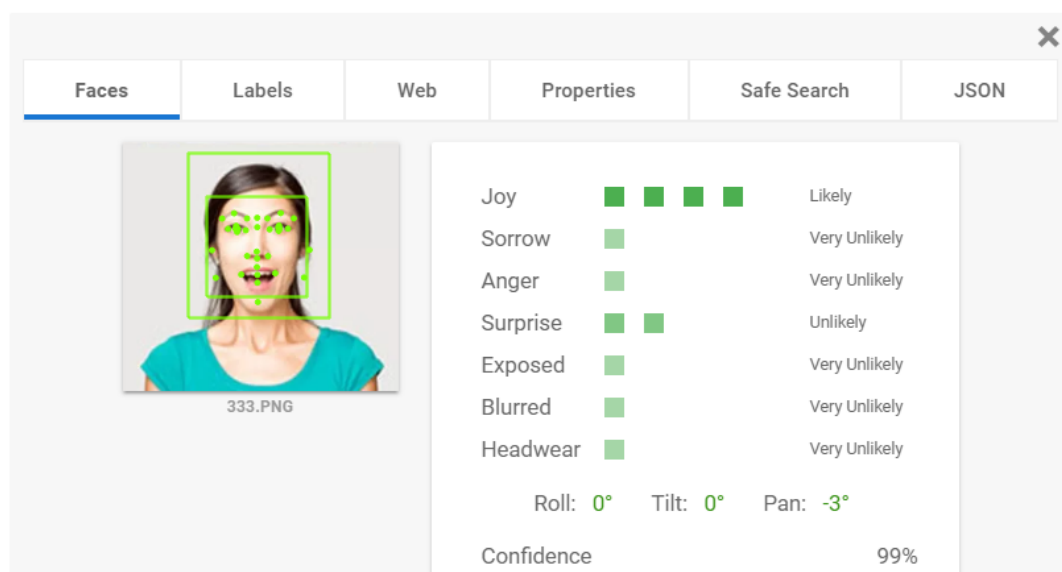 Faces Labels Web Properties Safe Search JSON
333.PNG
Joy Likely
Sorrow Very Unlikely
Anger Very Unlikely
Surprise Unlikely
Exposed Very Unlikely
Blurred Very Unlikely
Headwear Very Unlikely
Roll: 0° Tilt: 0° Pan: -3°
Confidence 99%